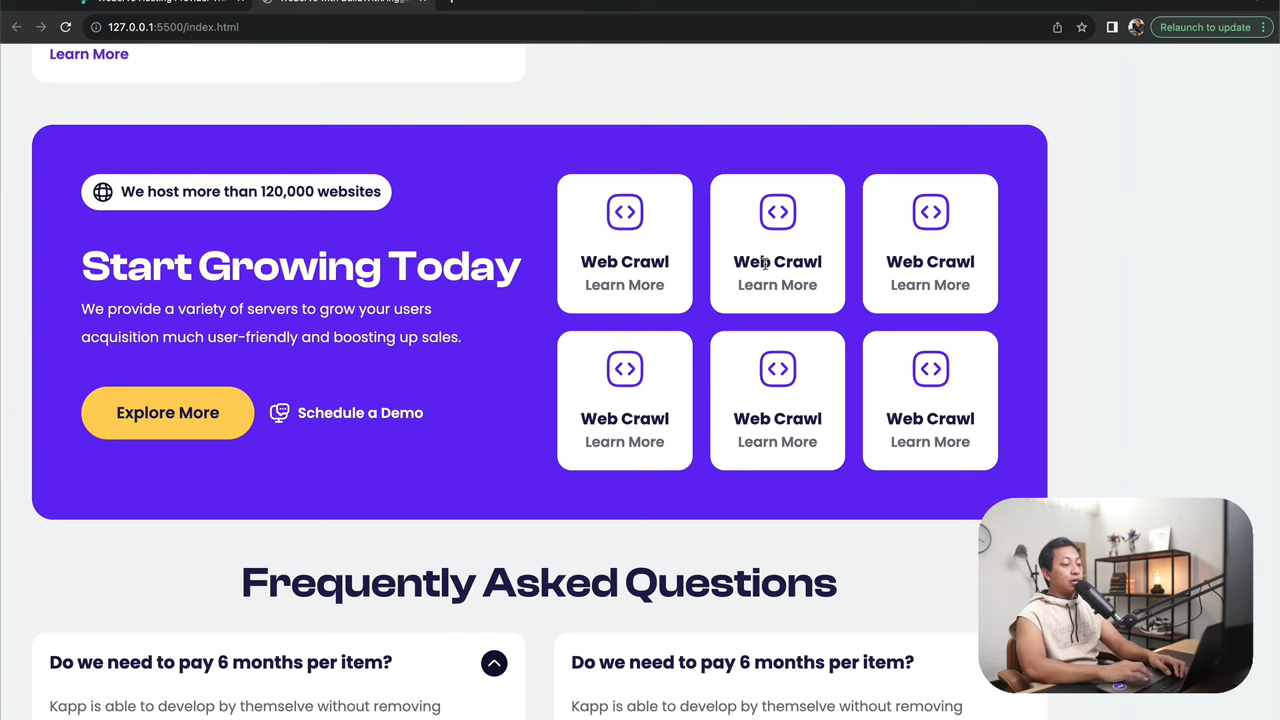 127.0.0.1:5500/index.html
Relaunch to update
Learn More
We host more than 120,000 websites
Start Growing Today
We provide a variety of servers to grow your users
acquisition much user-friendly and boosting up sales.
Explore More
Schedule a Demo
Web Crawl
Learn More
Web Crawl
Learn More
Web Crawl
Learn More
Web Crawl
Learn More
Web Crawl
Learn More
Web Crawl
Learn More
Frequently Asked Questions
Do we need to pay 6 months per item?
Kapp is able to develop by themselve without removing
Do we need to pay 6 months per item?
Kapp is able to develop by themselve without removing